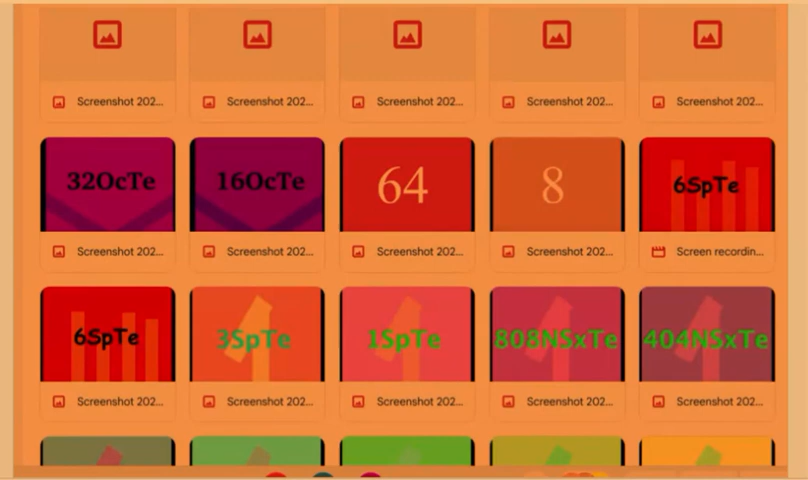 Screenshot 202... Screenshot 202... Screenshot 202... Screenshot 202... Screenshot 202...
32OcTe 16OcTe 64 8 6SpTe
Screenshot 202... Screenshot 202... Screenshot 202... Screenshot 202... Screen recordin...
6SpTe 3SpTe 1SpTe 808NSxTe 404NSxTe
Screenshot 202... Screenshot 202... Screenshot 202... Screenshot 202... Screenshot 202...